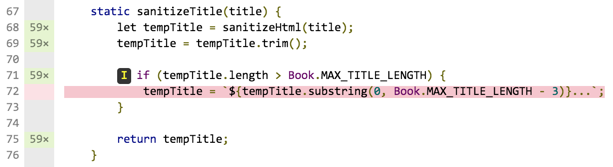 67 static sanitizeTitle(title) {
68 59× let tempTitle = sanitizeHtml(title);
69 59× tempTitle = tempTitle.trim();
70
71 59× I if (tempTitle.length > Book.MAX_TITLE_LENGTH) {
72 tempTitle = `${tempTitle.substring(0, Book.MAX_TITLE_LENGTH - 3)}...`;
73 }
74
75 59× return tempTitle;
76 }